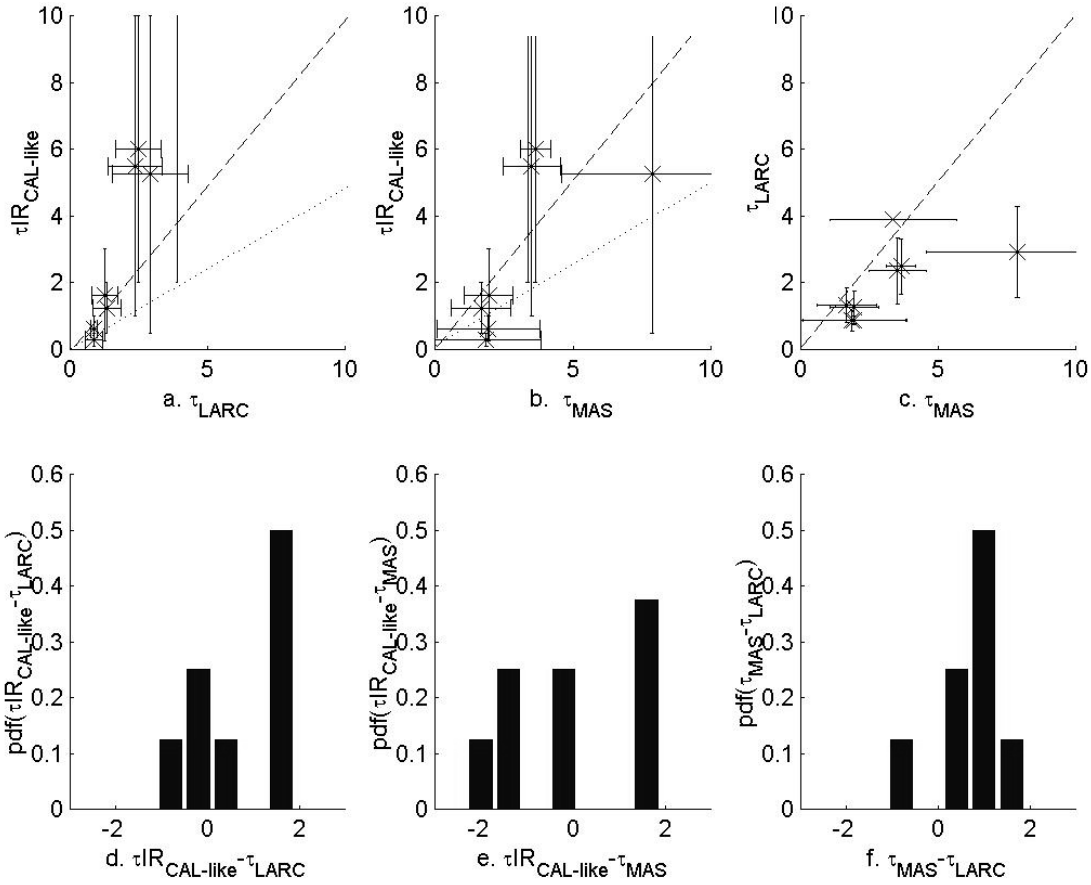 10
8
6
4
2
0
τIR_CAL-like
0 5 10
a. τ_LARC
10
8
6
4
2
0
τIR_CAL-like
0 5 10
b. τ_MAS
10
8
6
4
2
0
τ_LARC
0 5 10
c. τ_MAS
0.6
0.5
0.4
0.3
0.2
0.1
0
pdf(τIR_CAL-like-τ_LARC)
-2 0 2
d. τIR_CAL-like-τ_LARC
0.6
0.5
0.4
0.3
0.2
0.1
0
pdf(τIR_CAL-like-τ_MAS)
-2 0 2
e. τIR_CAL-like-τ_MAS
0.6
0.5
0.4
0.3
0.2
0.1
0
pdf(τ_MAS-τ_LARC)
-2 0 2
f. τ_MAS-τ_LARC